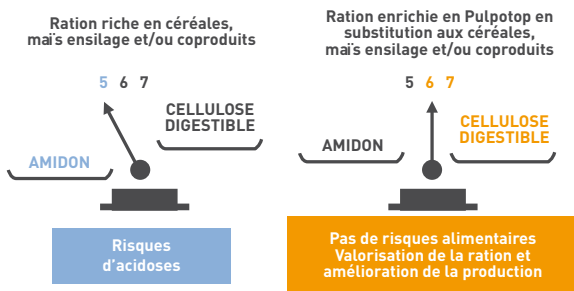 Ration riche en céréales,
maïs ensilage et/ou coproduits
5 6 7
CELLULOSE
DIGESTIBLE
AMIDON
Risques
d'acidoses
Ration enrichie en Pulpotop en
substitution aux céréales,
maïs ensilage et/ou coproduits
5 6 7
CELLULOSE
DIGESTIBLE
AMIDON
Pas de risques alimentaires
Valorisation de la ration et
amélioration de la production